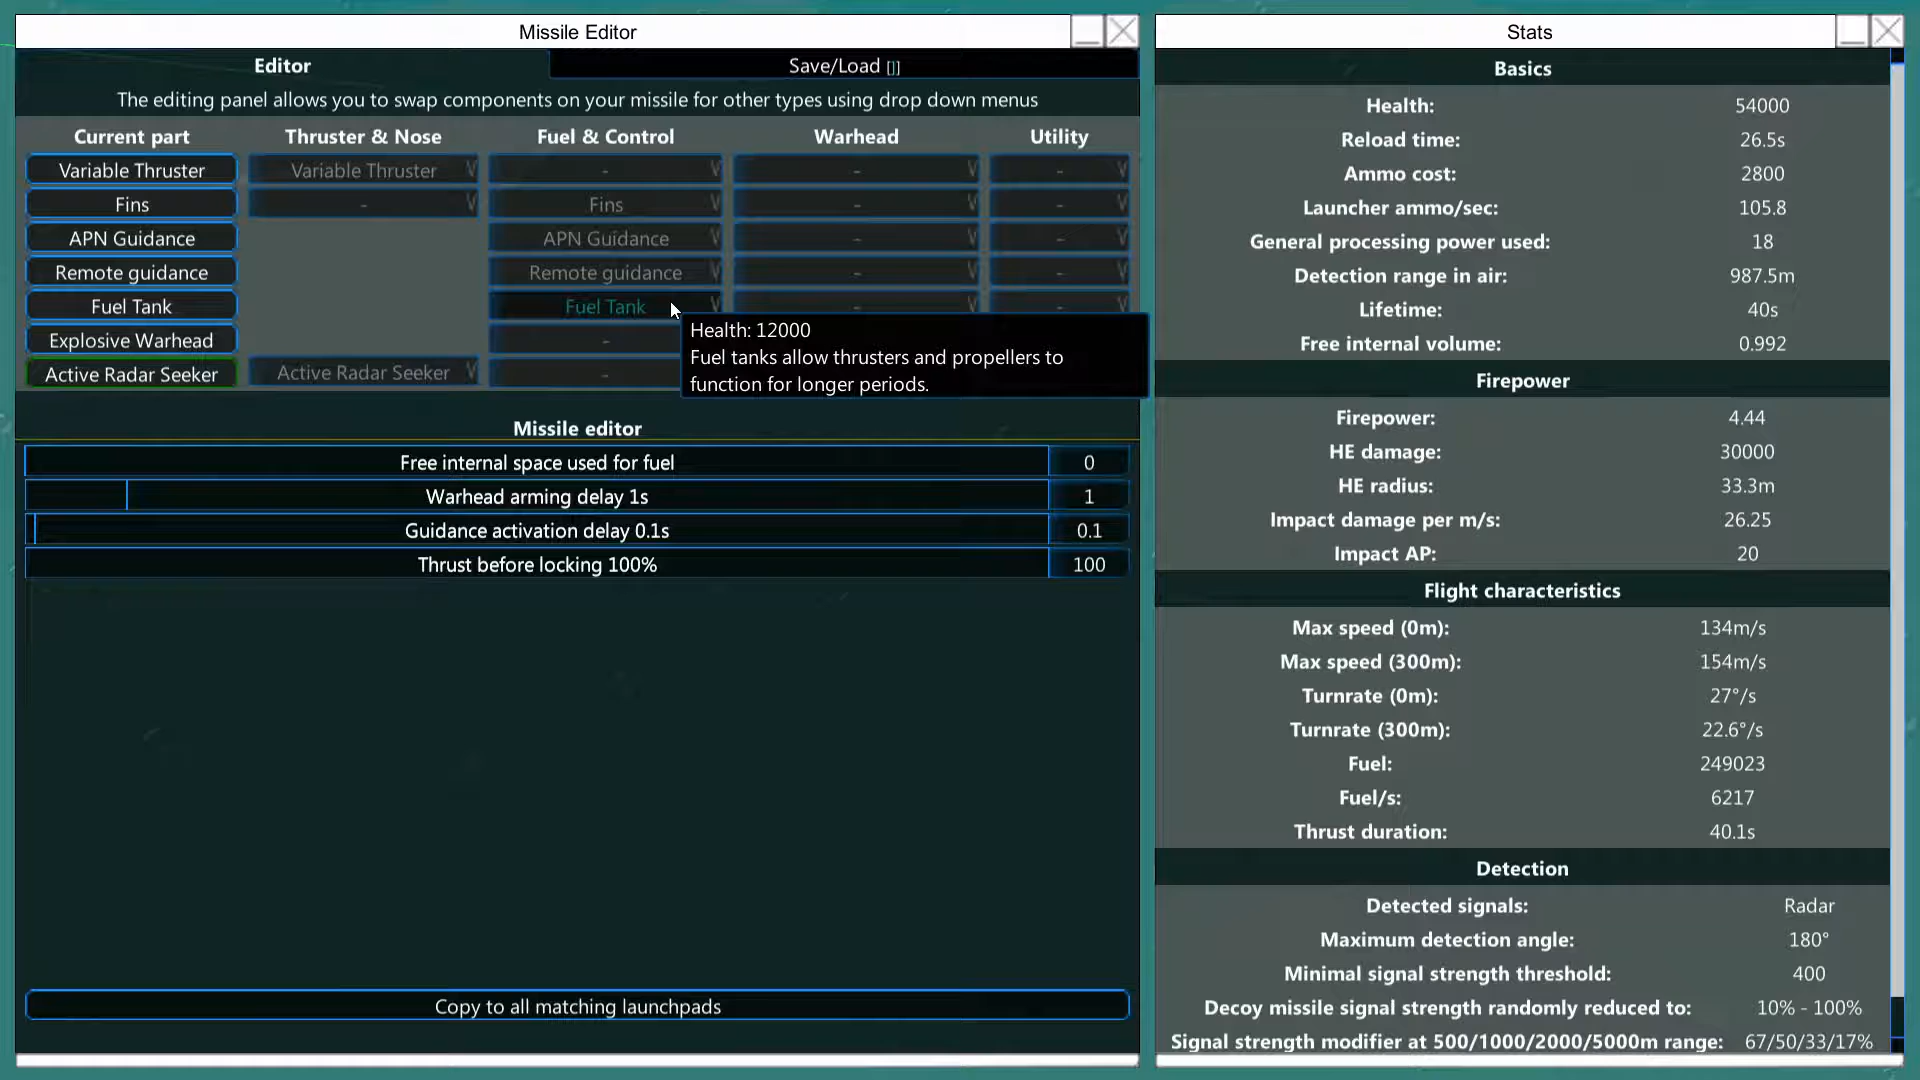 Missile Editor
Editor
Save/Load []
The editing panel allows you to swap components on your missile for other types using drop down menus
Current part Thruster & Nose Fuel & Control Warhead Utility
Variable Thruster Variable Thruster - - -
Fins - Fins - -
APN Guidance APN Guidance - -
Remote guidance Remote guidance - -
Fuel Tank Fuel Tank - -
Explosive Warhead -
Active Radar Seeker Active Radar Seeker -
Health: 12000
Fuel tanks allow thrusters and propellers to
function for longer periods.
Missile editor
Free internal space used for fuel 0
Warhead arming delay 1s 1
Guidance activation delay 0.1s 0.1
Thrust before locking 100% 100
Copy to all matching launchpads
Stats
Basics
Health: 54000
Reload time: 26.5s
Ammo cost: 2800
Launcher ammo/sec: 105.8
General processing power used: 18
Detection range in air: 987.5m
Lifetime: 40s
Free internal volume: 0.992
Firepower
Firepower: 4.44
HE damage: 30000
HE radius: 33.3m
Impact damage per m/s: 26.25
Impact AP: 20
Flight characteristics
Max speed (0m): 134m/s
Max speed (300m): 154m/s
Turnrate (0m): 27°/s
Turnrate (300m): 22.6°/s
Fuel: 249023
Fuel/s: 6217
Thrust duration: 40.1s
Detection
Detected signals: Radar
Maximum detection angle: 180°
Minimal signal strength threshold: 400
Decoy missile signal strength randomly reduced to: 10% - 100%
Signal strength modifier at 500/1000/2000/5000m range: 67/50/33/17%